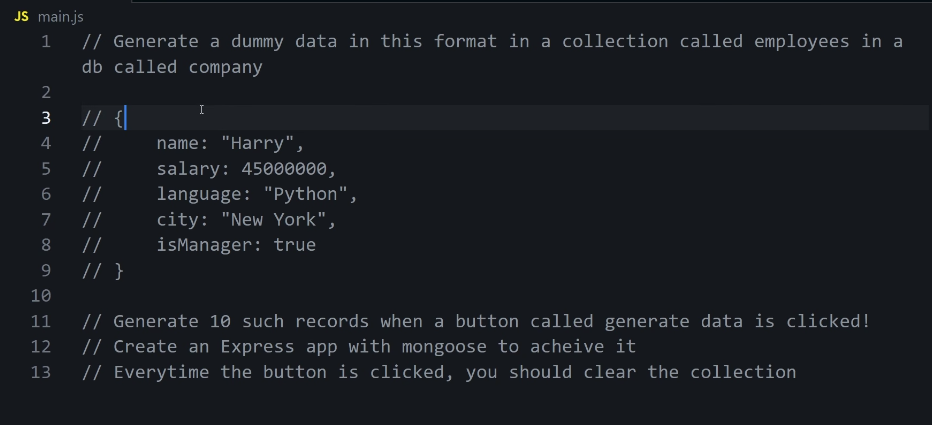 JS main.js
1 // Generate a dummy data in this format in a collection called employees in a
db called company
2
3 // {
4 //     name: "Harry",
5 //     salary: 45000000,
6 //     language: "Python",
7 //     city: "New York",
8 //     isManager: true
9 // }
10
11 // Generate 10 such records when a button called generate data is clicked!
12 // Create an Express app with mongoose to acheive it
13 // Everytime the button is clicked, you should clear the collection